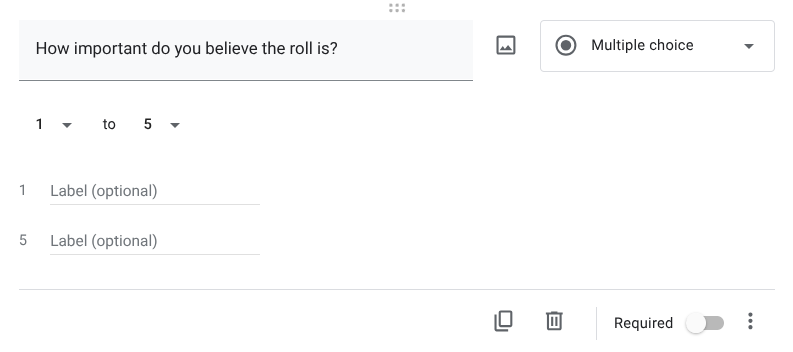 How important do you believe the roll is?
Multiple choice
1 to 5
1 Label (optional)
5 Label (optional)
Required